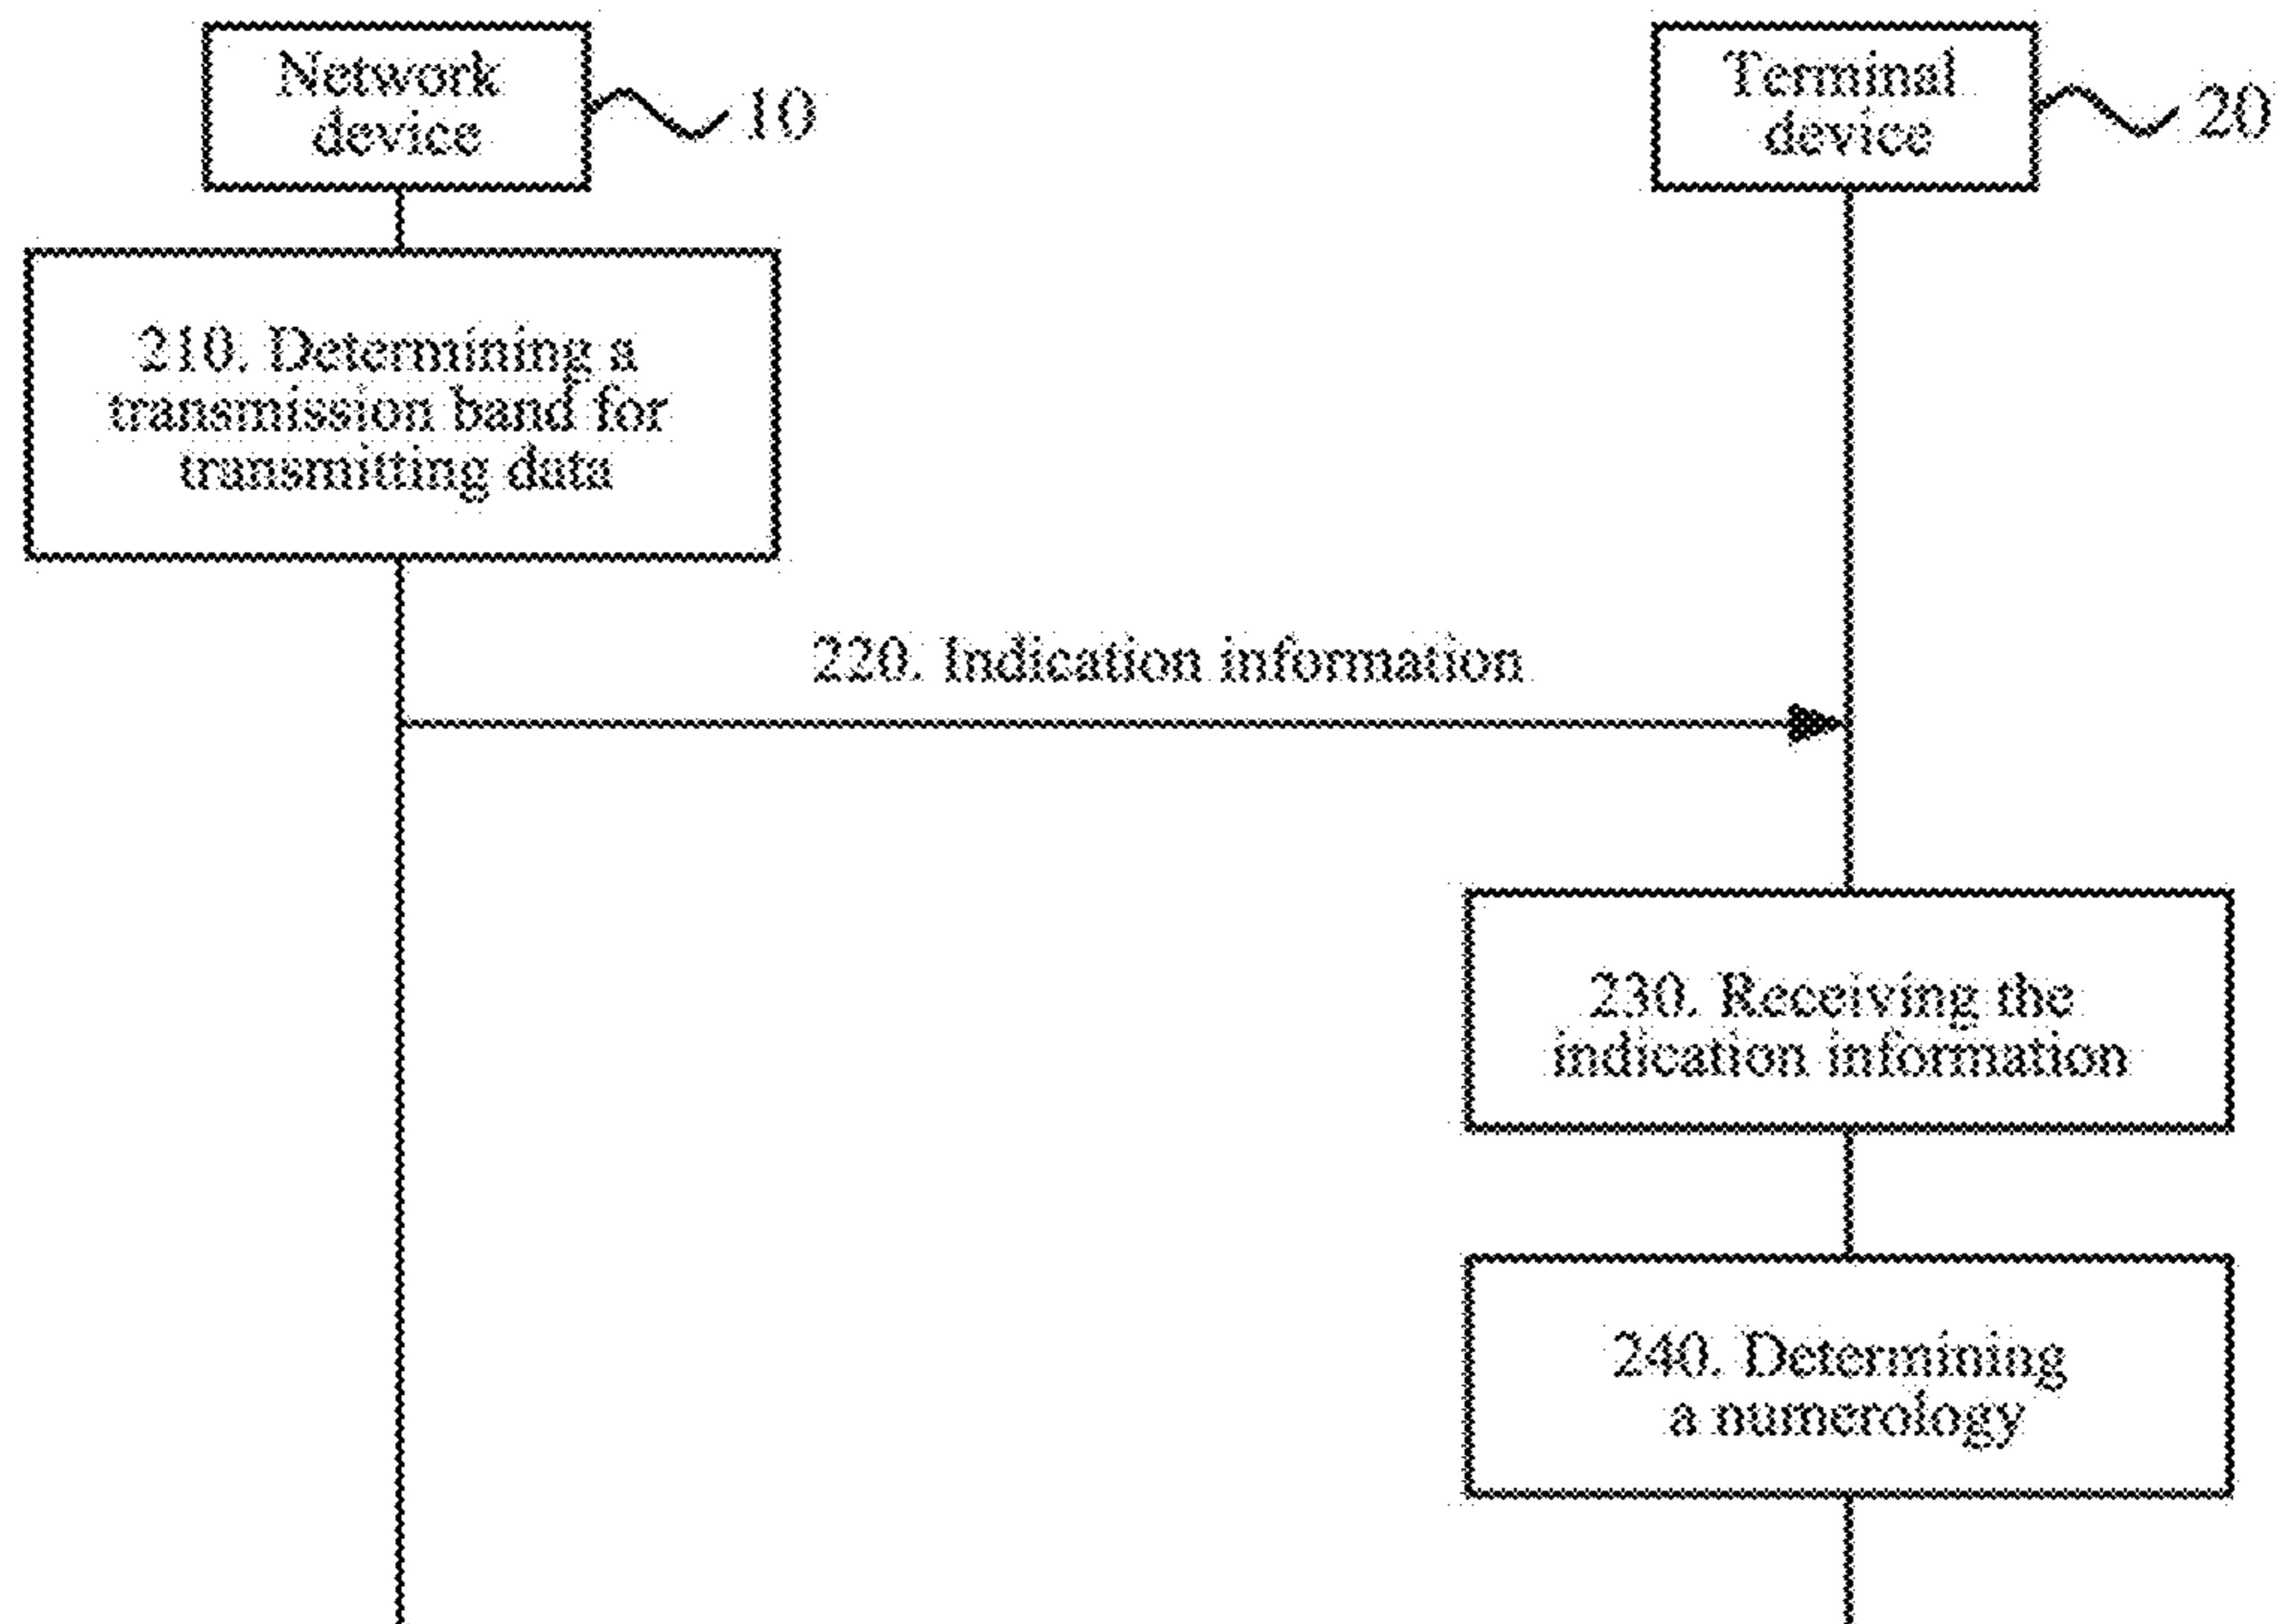 Network
device
10
Terminal
device
20
210. Determining a
transmission band for
transmitting data
220. Indication information
230. Receiving the
indication information
240. Determining
a numerology